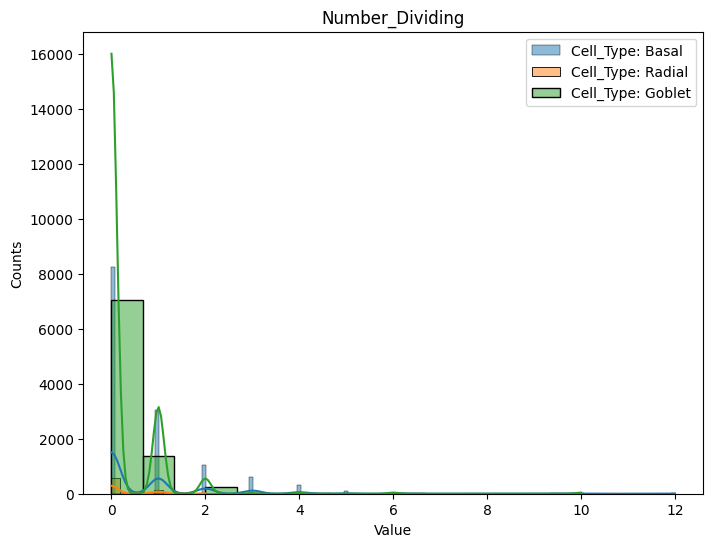 Number_Dividing
Cell_Type: Basal
Cell_Type: Radial
Cell_Type: Goblet
Counts
16000
14000
12000
10000
8000
6000
4000
2000
0
0 2 4 6 8 10 12
Value